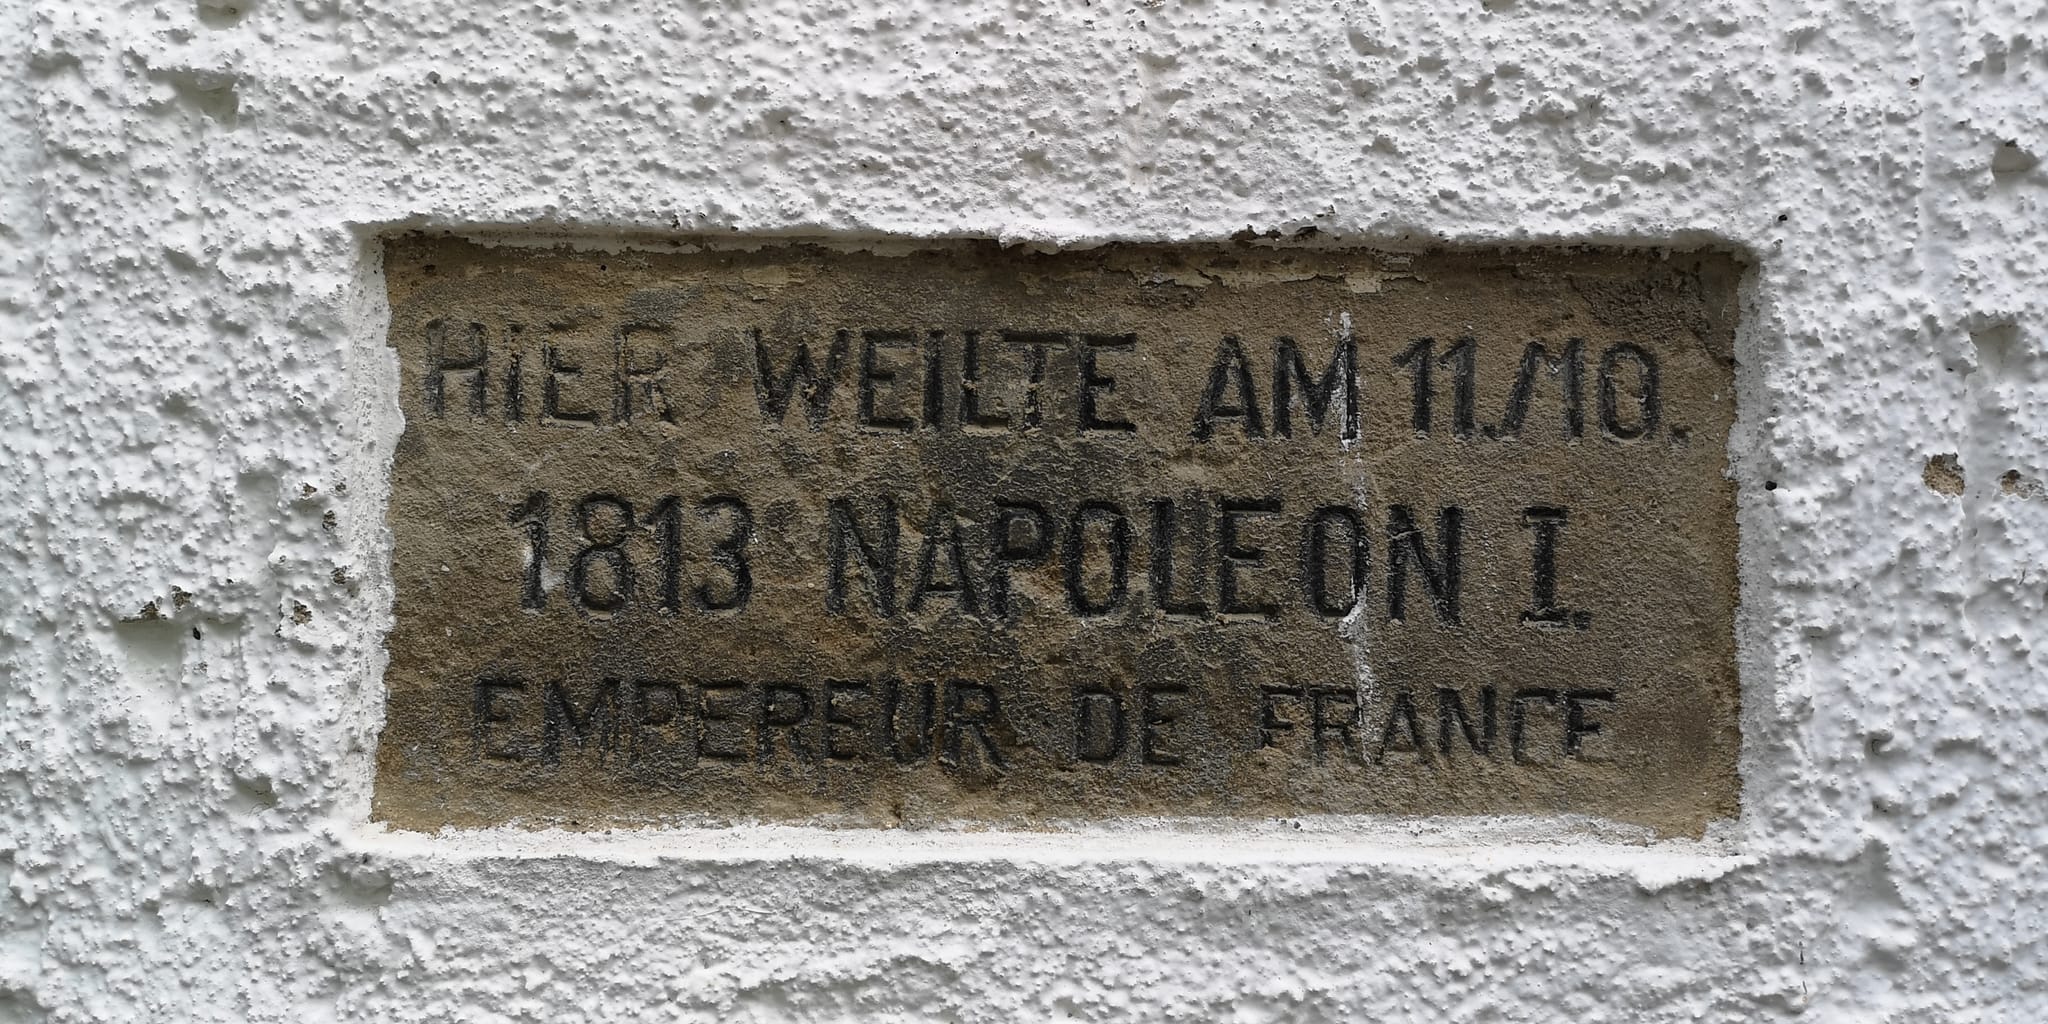 HIER WEILTE AM 11./10.
1813 NAPOLEON I.
EMPEREUR DE FRANCE